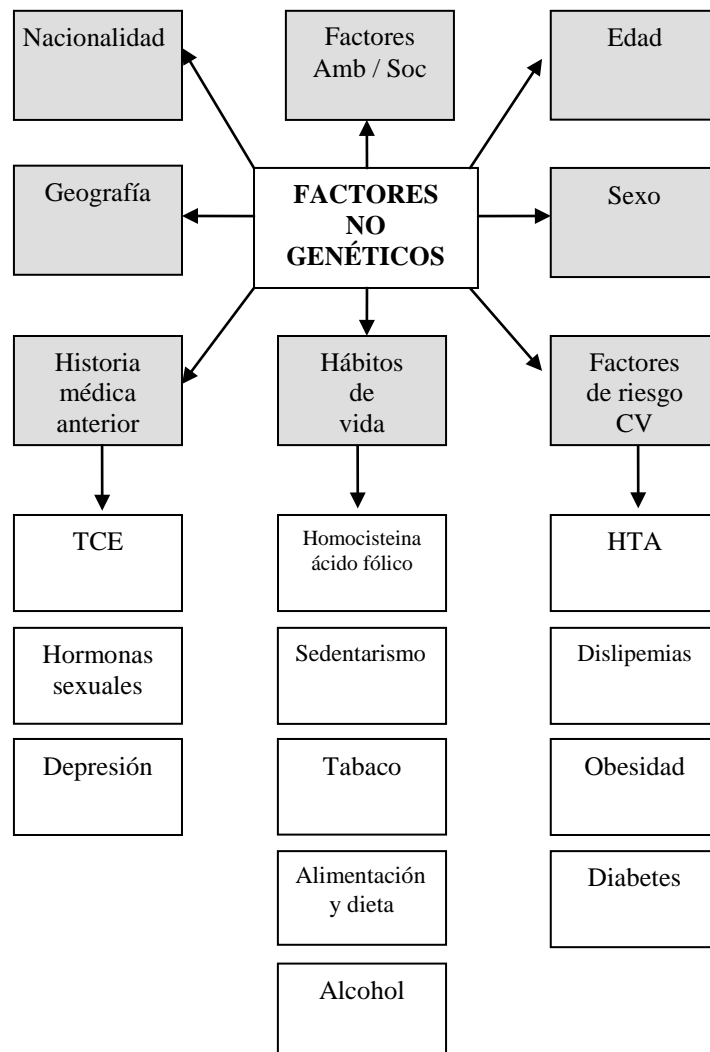 Nacionalidad
Factores
Amb / Soc
Edad
Geografía
FACTORES
NO
GENÉTICOS
Sexo
Historia
médica
anterior
Hábitos
de
vida
Factores
de riesgo
CV
TCE
Hormonas
sexuales
Depresión
Homocisteina
ácido fólico
Sedentarismo
Tabaco
Alimentación
y dieta
Alcohol
HTA
Dislipemias
Obesidad
Diabetes